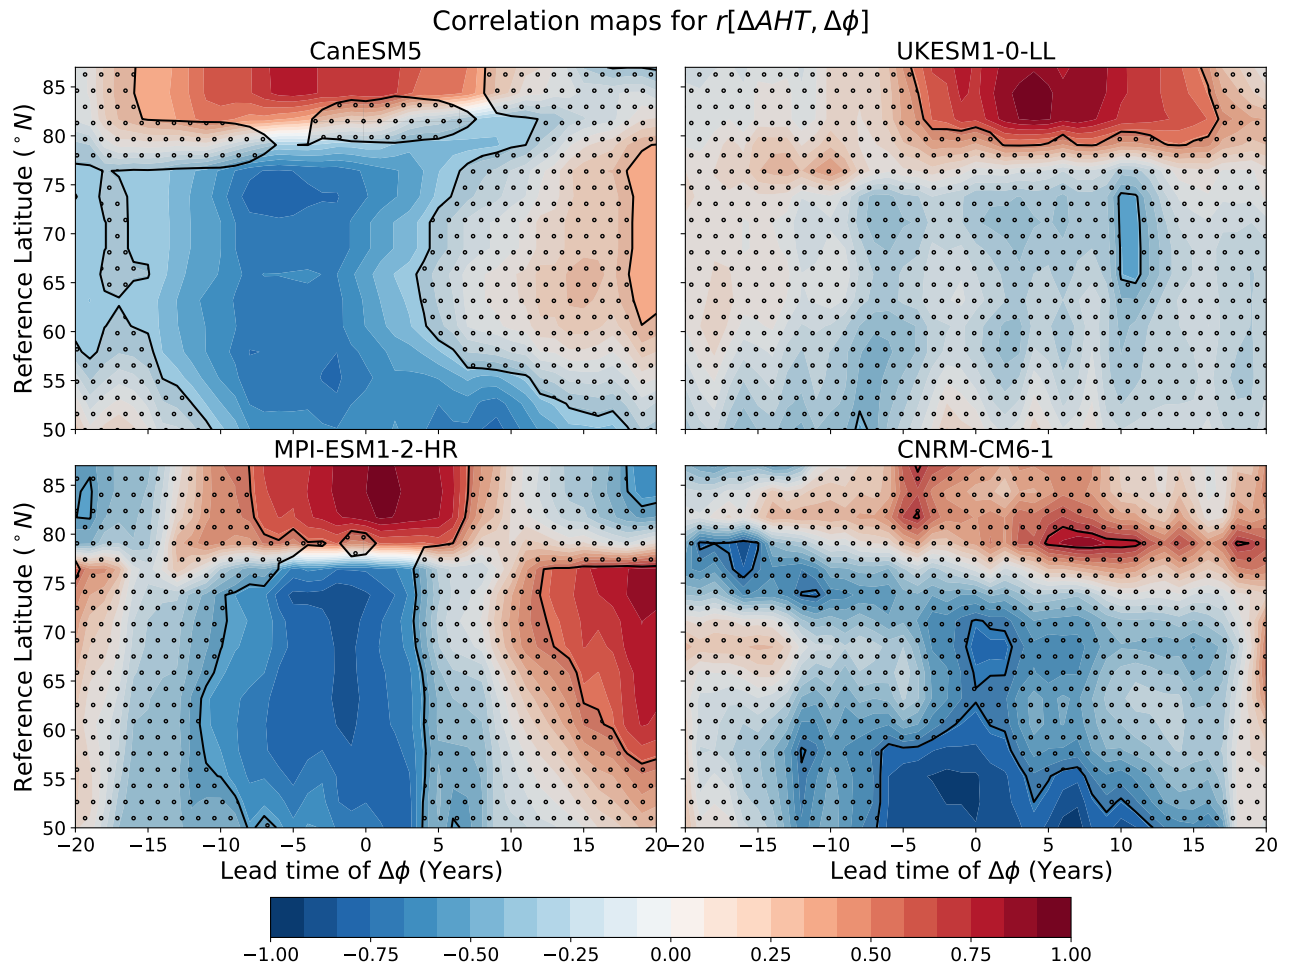 Correlation maps for r[ΔAHT, Δϕ]
CanESM5
UKESM1-0-LL
Reference Latitude (°N)
85
80
75
70
65
60
55
50
MPI-ESM1-2-HR
CNRM-CM6-1
Reference Latitude (°N)
85
80
75
70
65
60
55
50
−20 −15 −10 −5 0 5 10 15 20
−20 −15 −10 −5 0 5 10 15 20
Lead time of Δϕ (Years)
Lead time of Δϕ (Years)
−1.00 −0.75 −0.50 −0.25 0.00 0.25 0.50 0.75 1.00